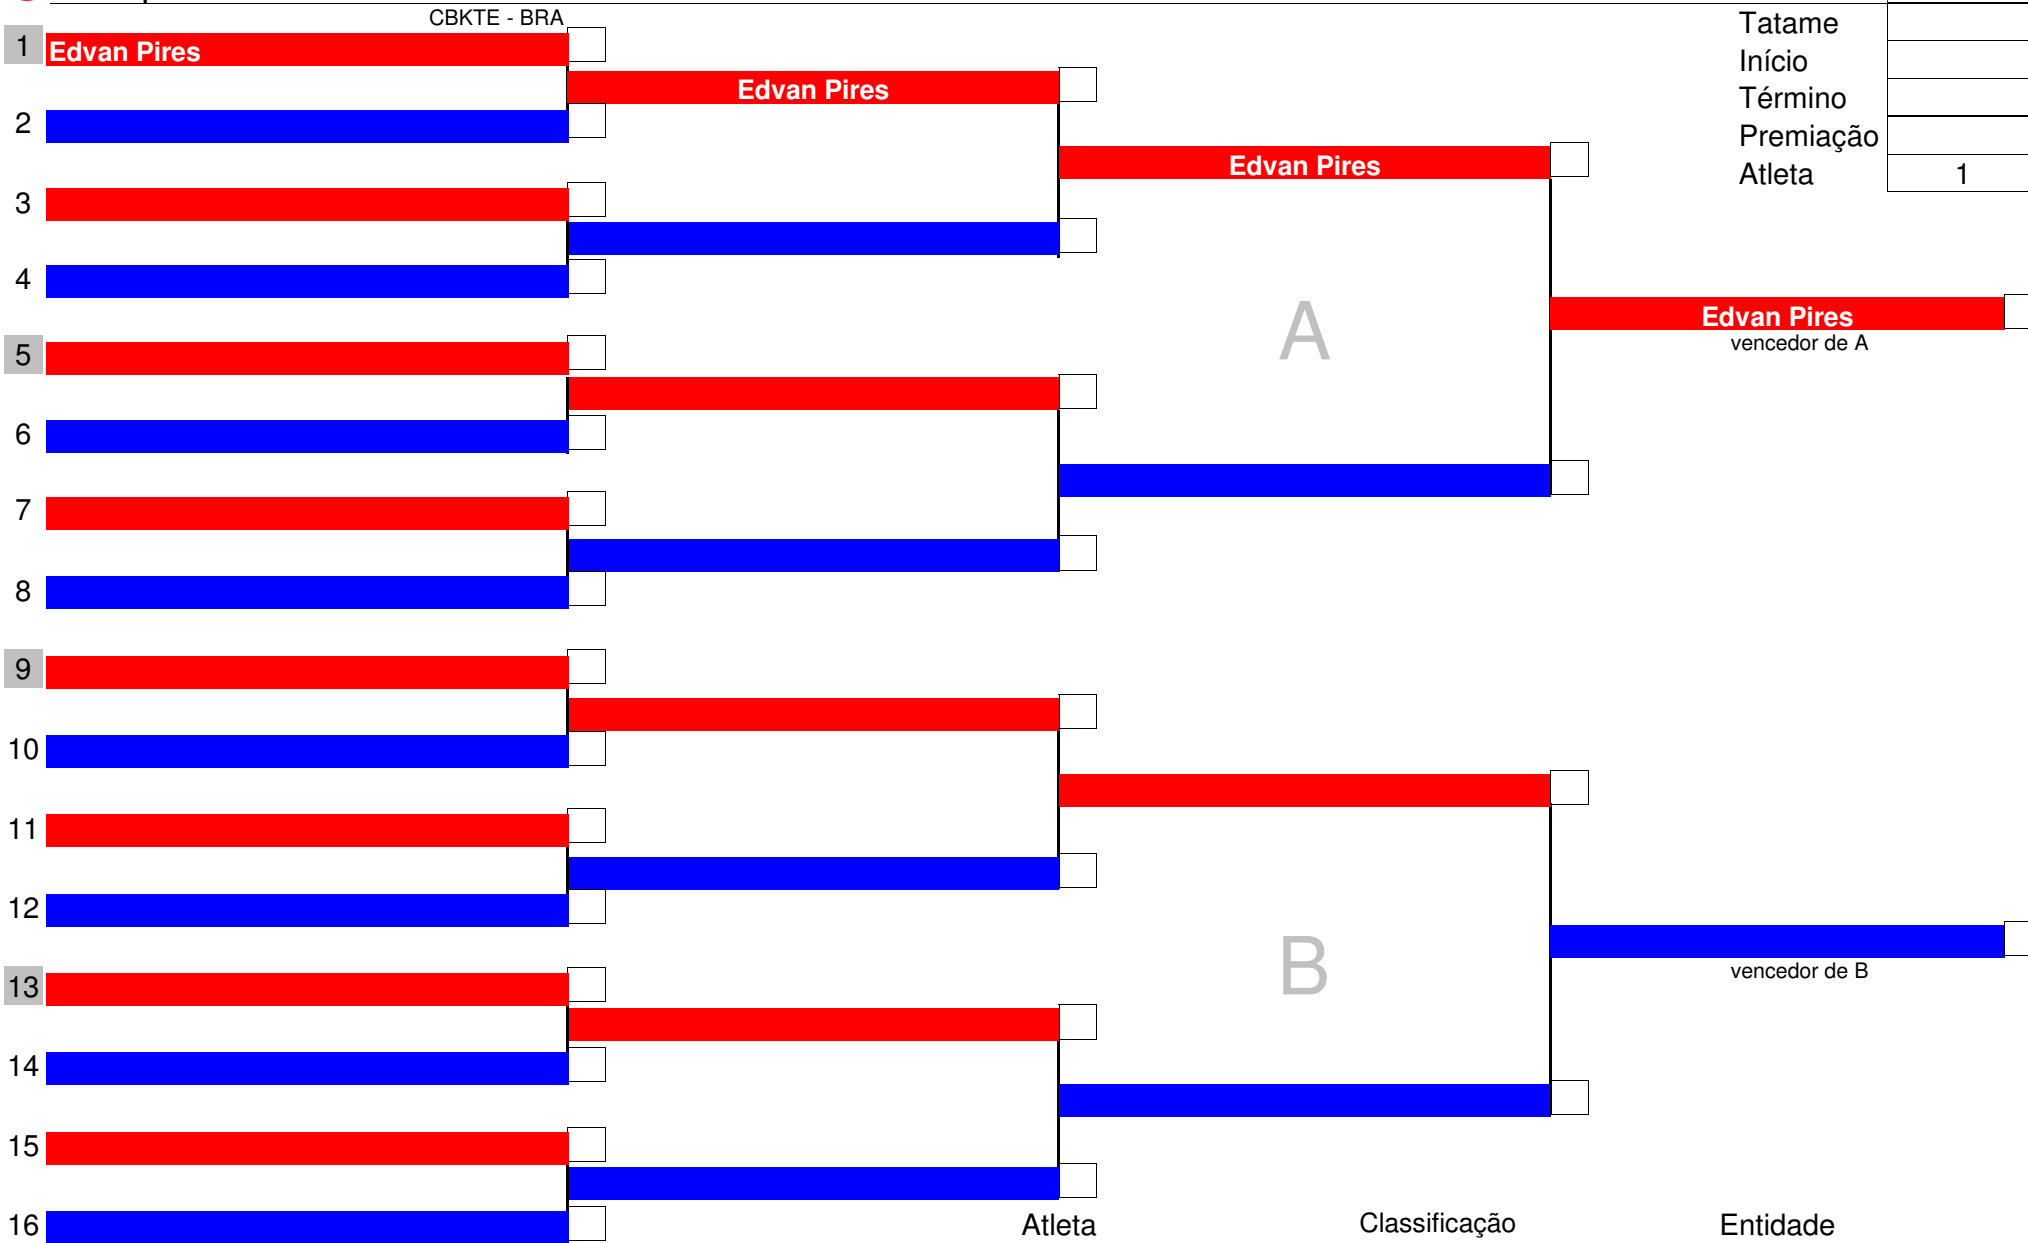 CBKTE - BRA
Tatame
1 Edvan Pires
Início
Edvan Pires
Término
2
Premiação
Edvan Pires
Atleta 1
3
4
A
Edvan Pires
vencedor de A
5
6
7
8
9
10
11
12
B
vencedor de B
13
14
15
16
Atleta Classificação Entidade